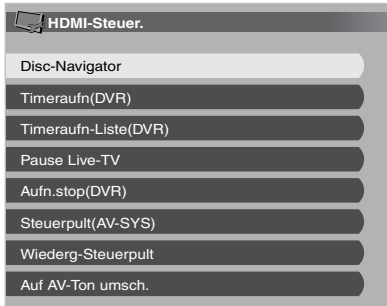 HDMI-Steuer.
Disc-Navigator
Timeraufn(DVR)
Timeraufn-Liste(DVR)
Pause Live-TV
Aufn.stop(DVR)
Steuerpult(AV-SYS)
Wiederg-Steuerpult
Auf AV-Ton umsch.